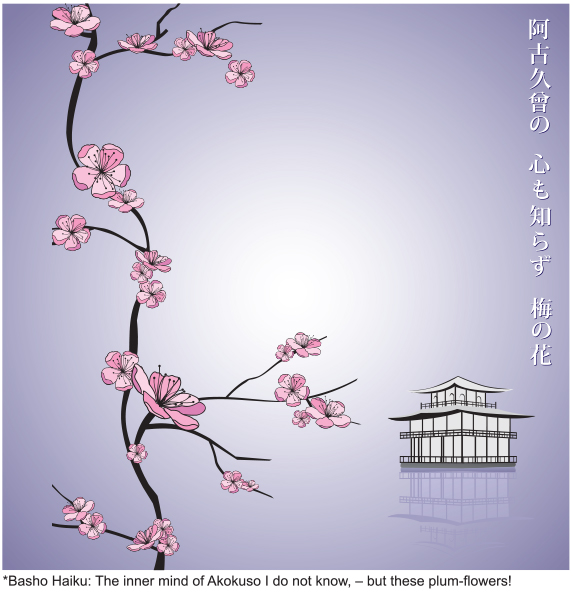 阿古久曾の 心も知らず 梅の花
*Basho Haiku: The inner mind of Akokuso I do not know, – but these plum-flowers!